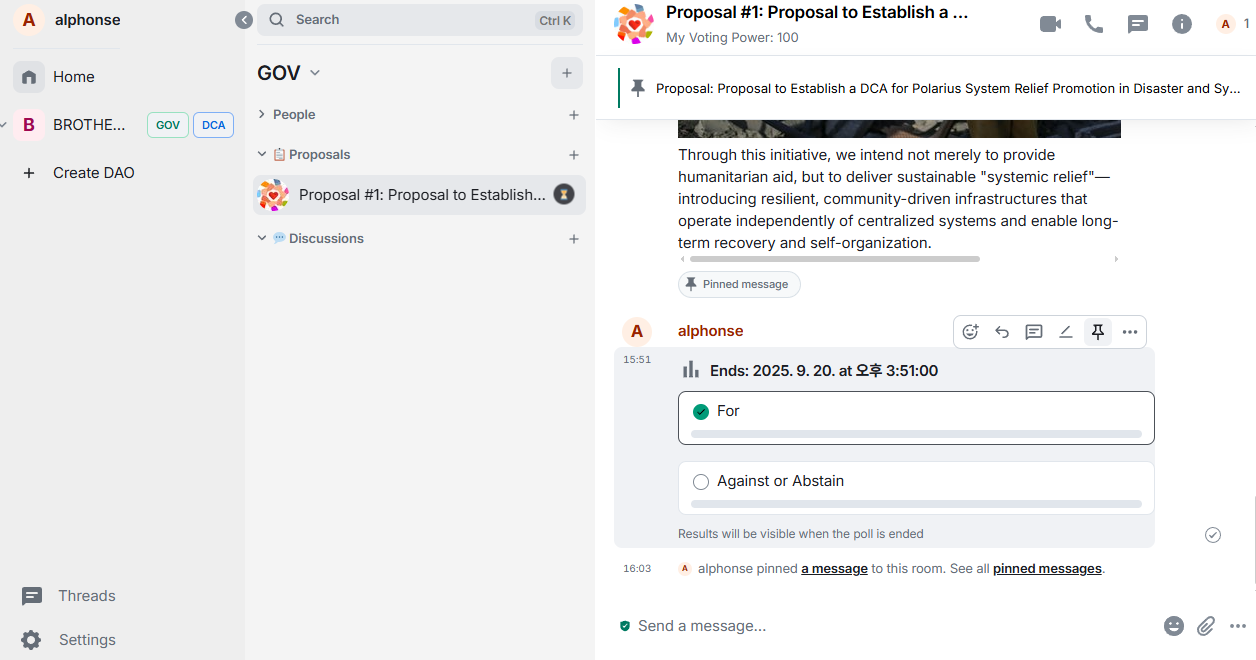 A alphonse
Home
B BROTHE... GOV DCA
Create DAO
Threads
Settings
Search Ctrl K
GOV
People
Proposals
Proposal #1: Proposal to Establish...
Discussions
Proposal #1: Proposal to Establish a ...
My Voting Power: 100
A 1
Proposal: Proposal to Establish a DCA for Polarius System Relief Promotion in Disaster and Sy...
Through this initiative, we intend not merely to provide
humanitarian aid, but to deliver sustainable "systemic relief"—
introducing resilient, community-driven infrastructures that
operate independently of centralized systems and enable long-
term recovery and self-organization.
Pinned message
A alphonse
15:51
Ends: 2025. 9. 20. at 오후 3:51:00
For
Against or Abstain
Results will be visible when the poll is ended
16:03 A alphonse pinned a message to this room. See all pinned messages.
Send a message...